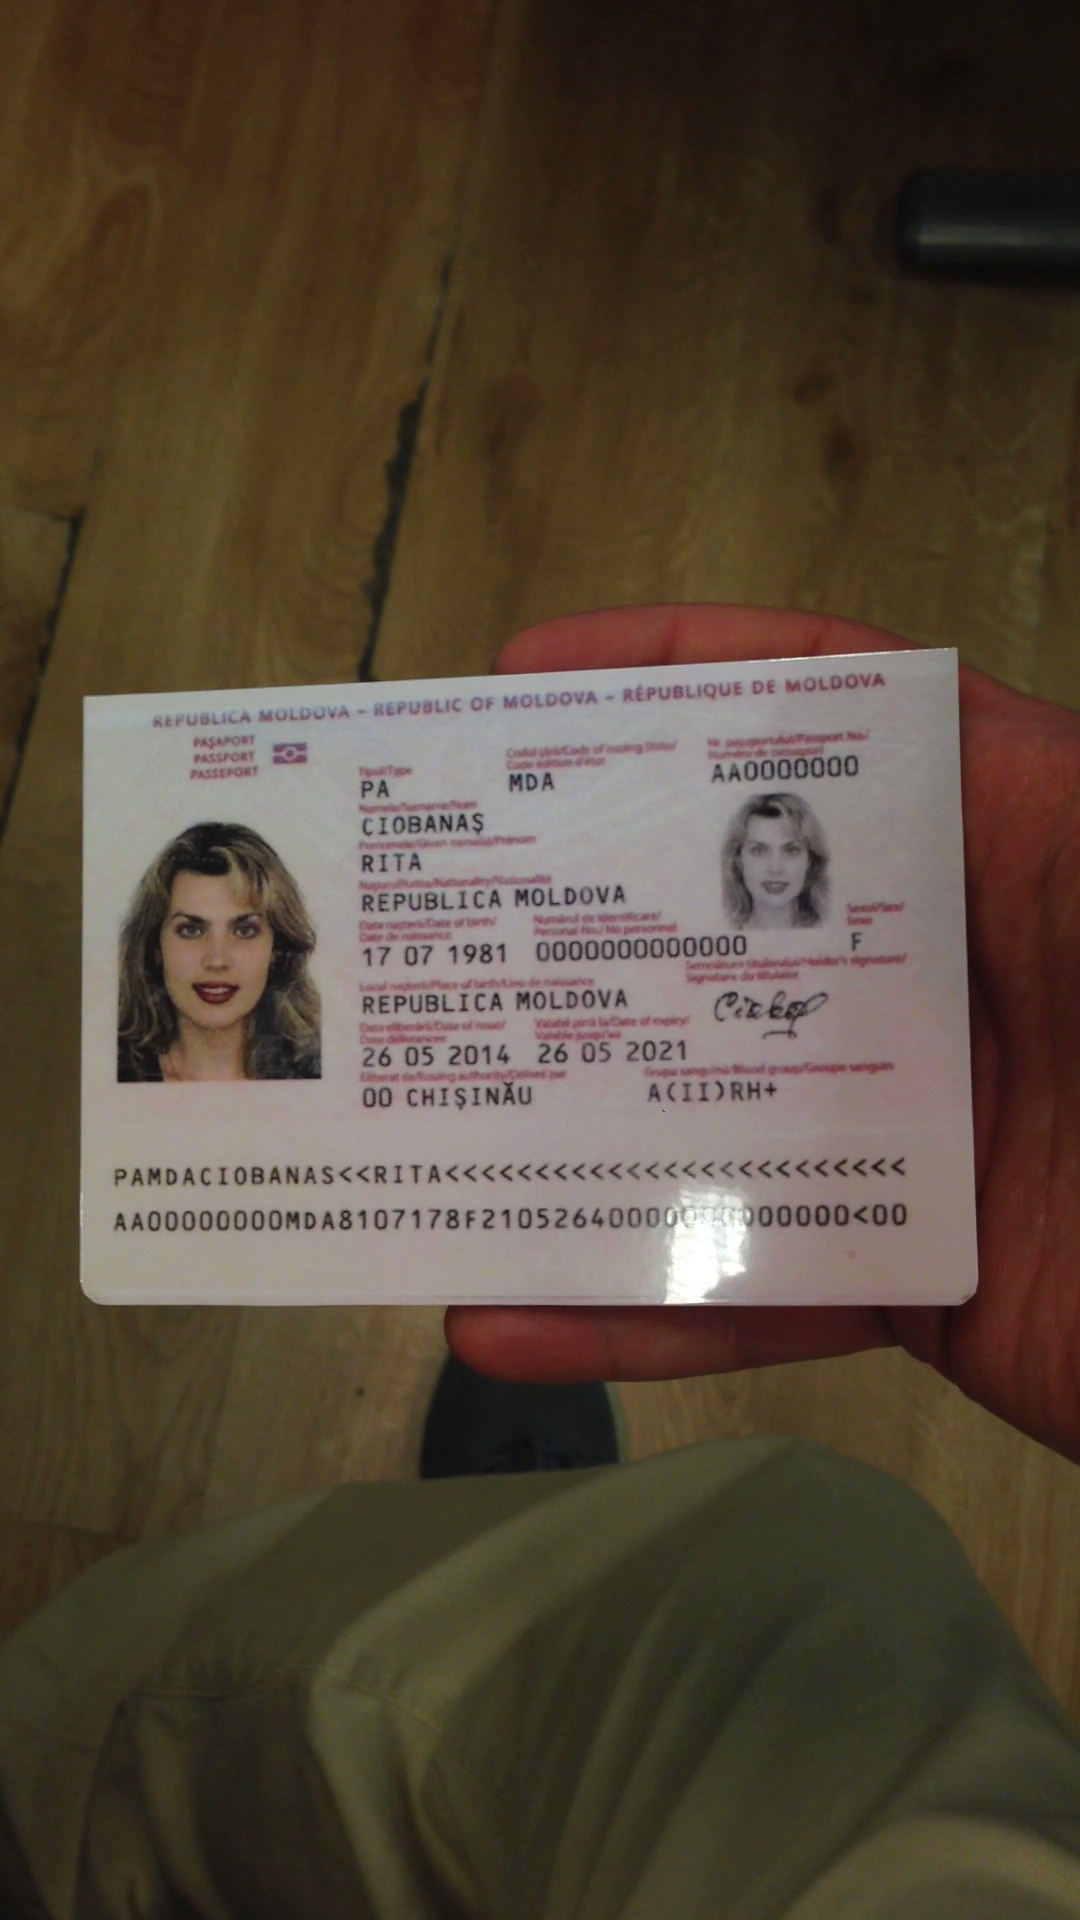 REPUBLICA MOLDOVA – REPUBLIC OF MOLDOVA – RÉPUBLIQUE DE MOLDOVA
PAŞAPORT
PASSPORT
PASSEPORT
Tipul/Type
PA
Codul ţării/Code of issuing State/
Code édition d'état
MDA
Nr. paşaportului/Passport No./
Numéro de passeport
AA0000000
Numele/Surname/Nom
CIOBANAŞ
Prenumele/Given name(s)/Prénom
RITA
Nationality/Nationalité
REPUBLICA MOLDOVA
Data naşterii/Date of birth/
Date de naissance
17 07 1981
Numărul de identificare/
Personal No./ No personnel
0000000000000
Sexul/Sex/
Sexe
F
Locul naşterii/Place of birth/Lieu de naissance
REPUBLICA MOLDOVA
Semnătura titularului/Holder's signature/
Signature du titulaire
Data eliberării/Date of issue/
Date délivrance
26 05 2014
Valabil pînă la/Date of expiry/
Valable jusqu'au
26 05 2021
Eliberat de/Issuing authority/Délivré par
00 CHIŞINĂU
Grupa sanguină/Blood group/Groupe sanguin
A(II)RH+
PAMDACIOBANAS<<RITA<<<<<<<<<<<<<<<<<<<<<<<<<